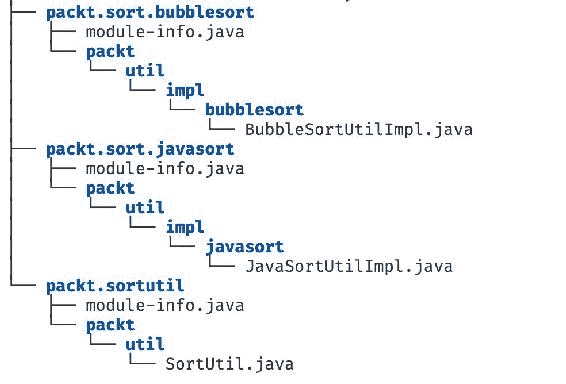 packt.sort.bubblesort
module-info.java
packt
util
impl
bubblesort
BubbleSortUtilImpl.java
packt.sort.javasort
module-info.java
packt
util
impl
javasort
JavaSortUtilImpl.java
packt.sortutil
module-info.java
packt
util
SortUtil.java